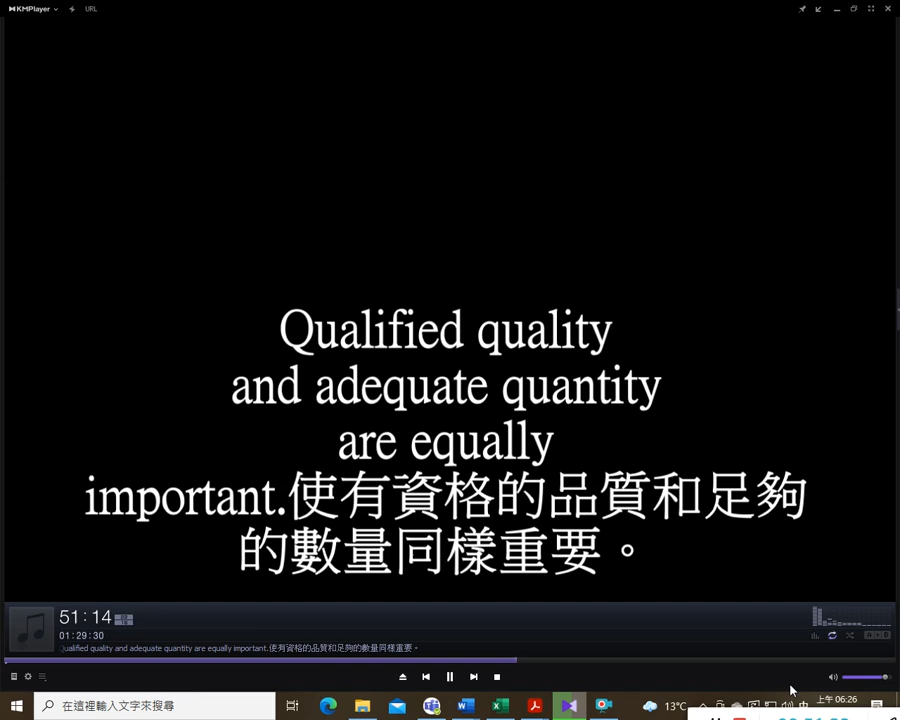 KMPlayer
URL
Qualified quality
and adequate quantity
are equally
important.使有資格的品質和足夠
的數量同樣重要。
51:14
01:29:30
Qualified quality and adequate quantity are equally important.使有資格的品質和足夠的數量同樣重要。
在這裡輸入文字來搜尋
13°C
中
上午 06:26